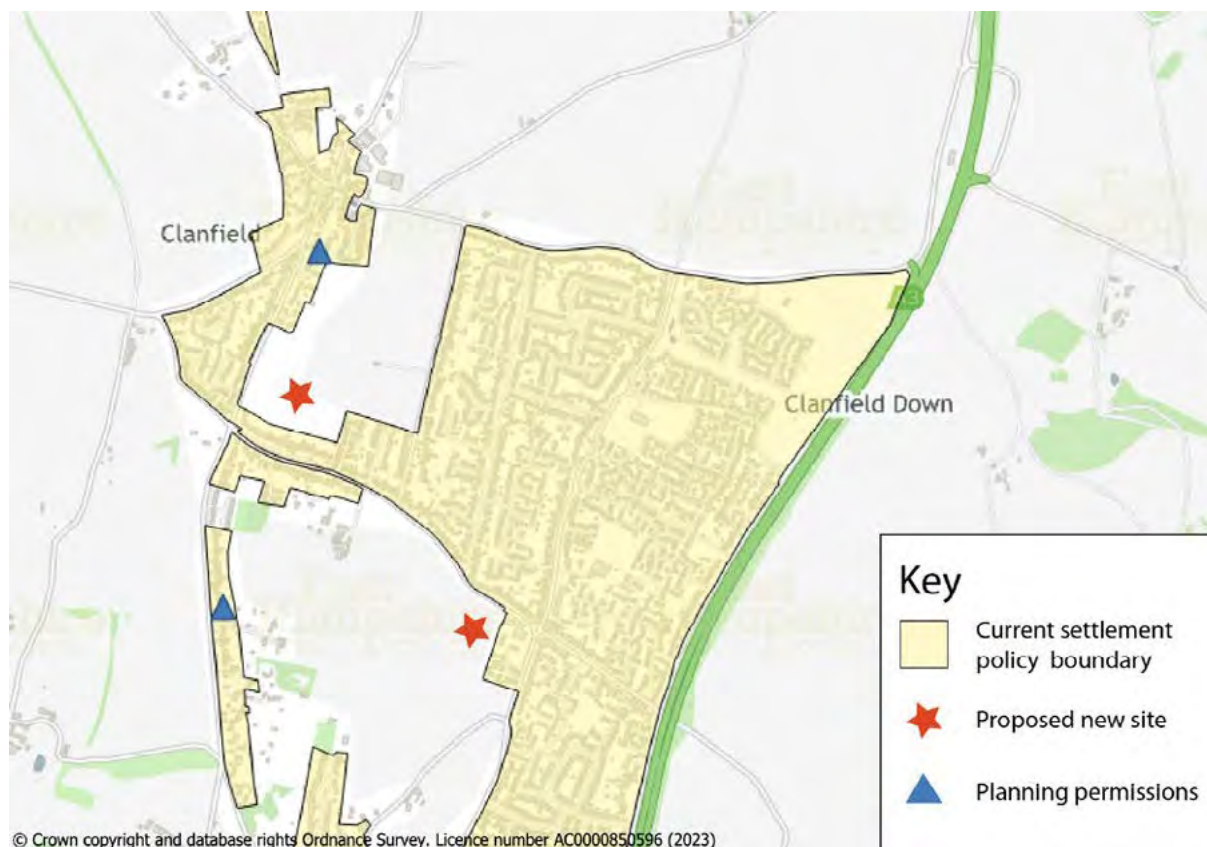 Clanfield
A3
Clanfield Down
Key
Current settlement
policy boundary
Proposed new site
Planning permissions
© Crown copyright and database rights Ordnance Survey. Licence number AC0000850596 (2023)